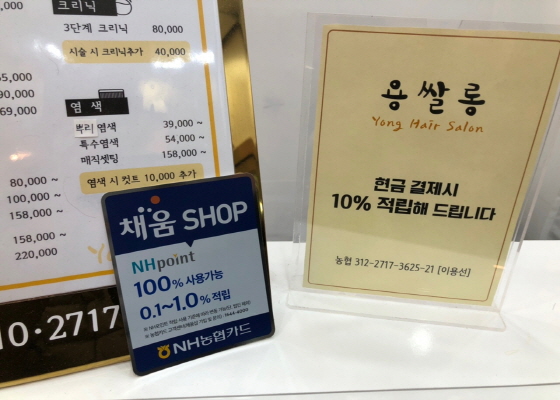 크리닉
3단계 크리닉 80,000
시술 시 크리닉추가 40,000
염색
뿌리 염색 39,000 ~
특수염색 54,000 ~
매직셋팅 158,000 ~
염색 시 컷트 10,000 추가
55,000
90,000
69,000
80,000 ~
100,000 ~
158,000 ~
158,000 ~
220,000
10·2717
채움 SHOP
NHpoint
100% 사용가능
0.1~1.0% 적립
NH농협카드
용쌀롱
Yong Hair Salon
현금 결제시
10% 적립해 드립니다
농협 312-2717-3625-21 [이용선]